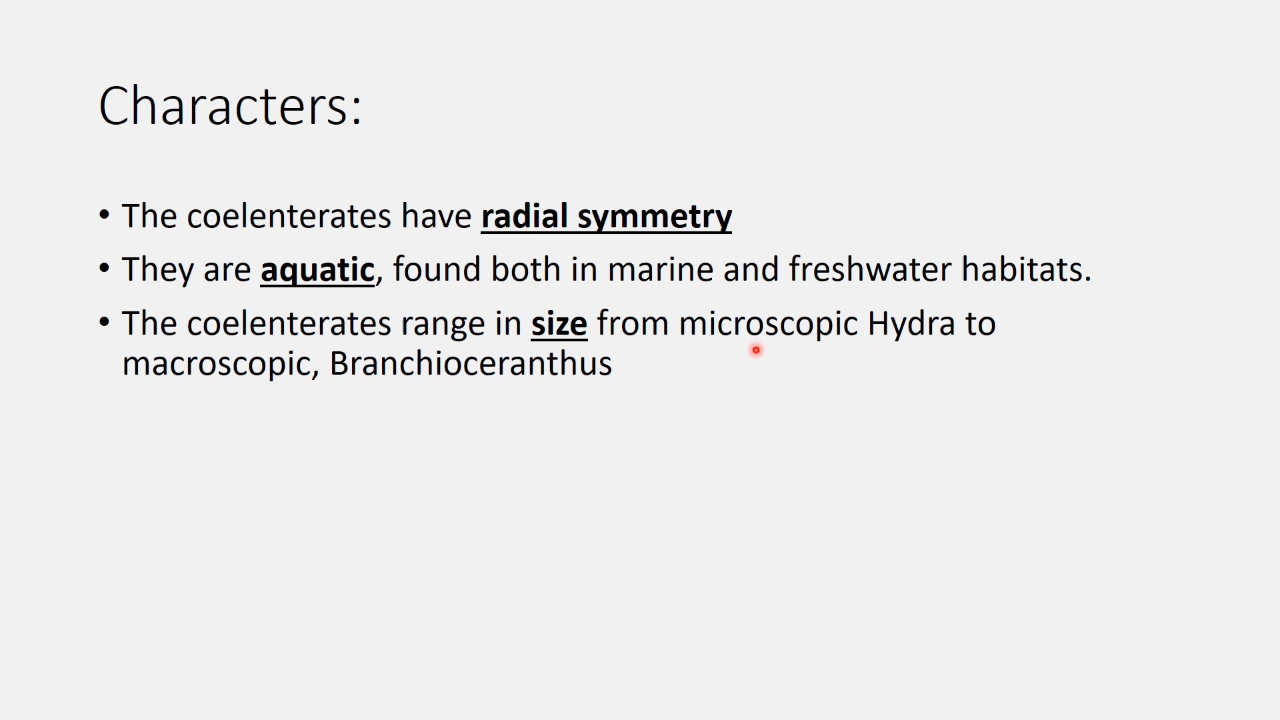 Characters:
• The coelenterates have radial symmetry
• They are aquatic, found both in marine and freshwater habitats.
• The coelenterates range in size from microscopic Hydra to
macroscopic, Branchioceranthus